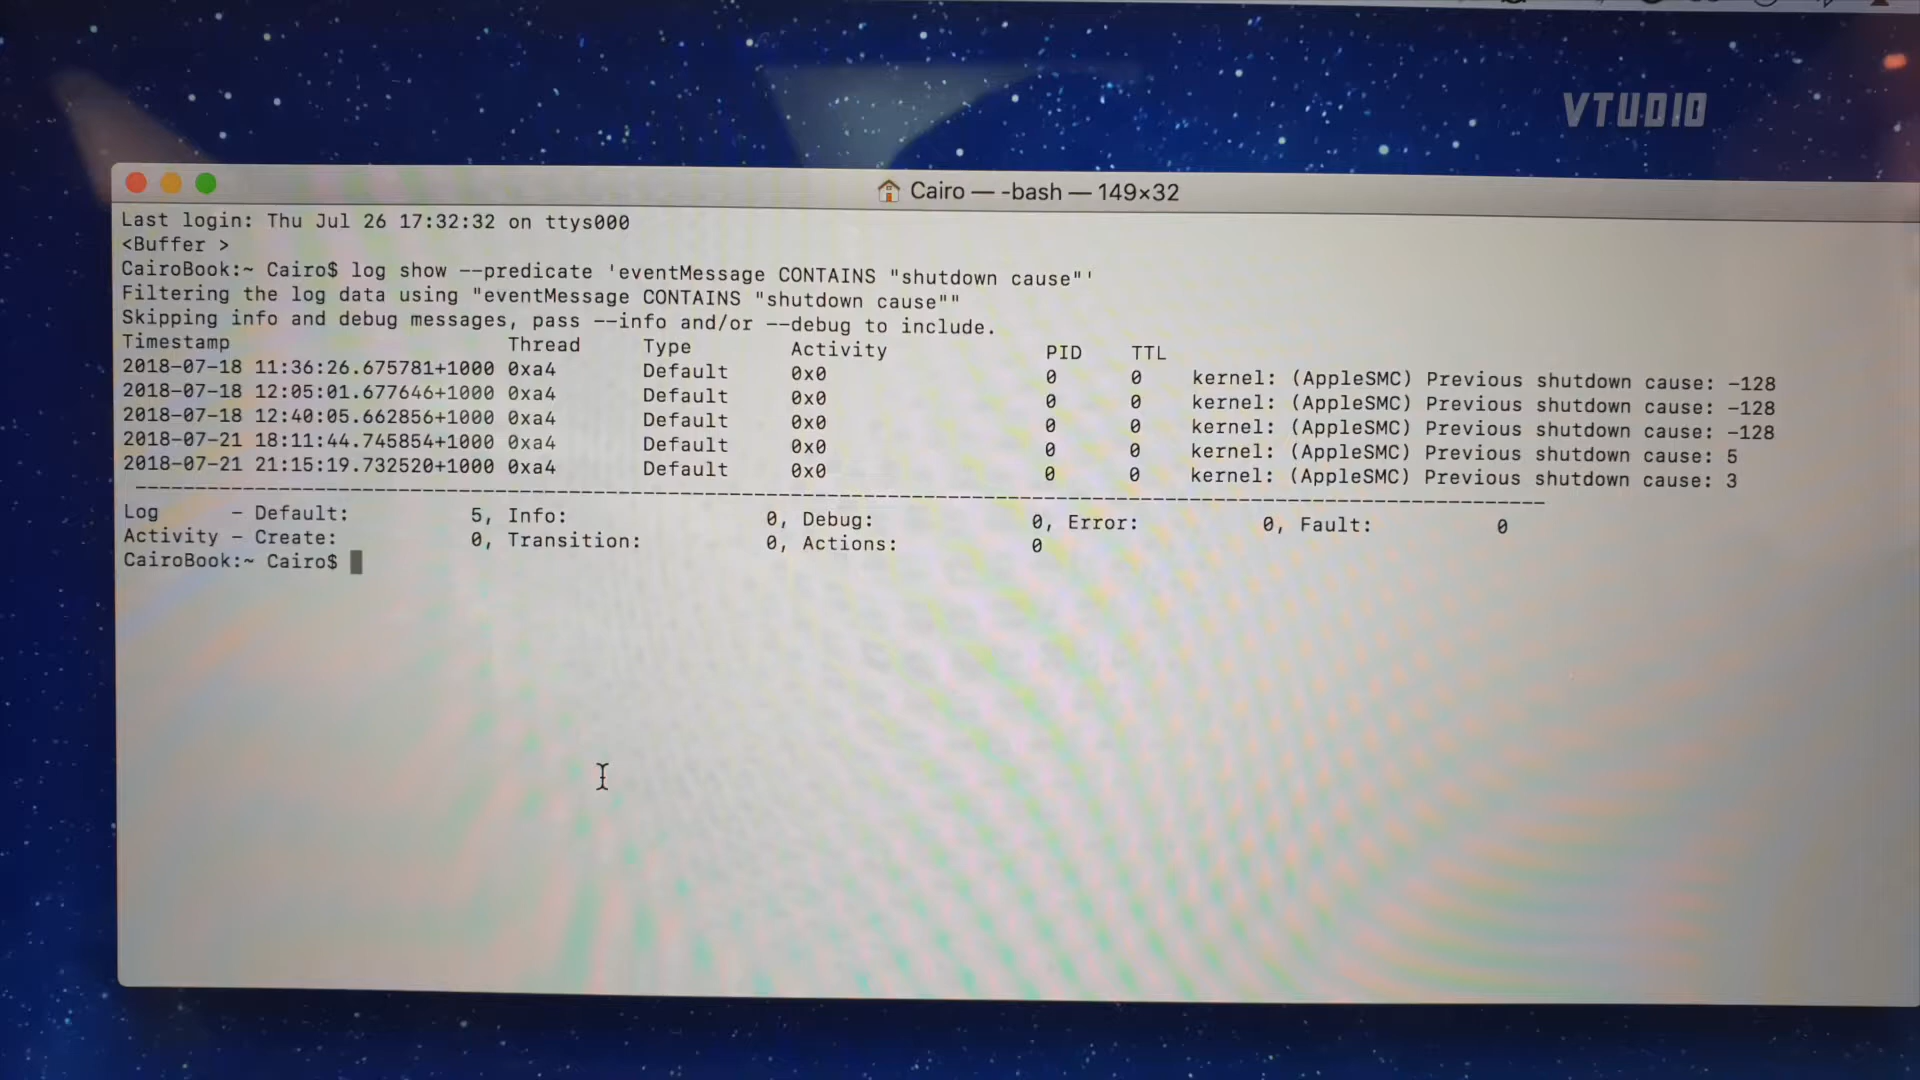 VTUDIO
Cairo — -bash — 149×32
Last login: Thu Jul 26 17:32:32 on ttys000
<Buffer >
CairoBook:~ Cairo$ log show --predicate 'eventMessage CONTAINS "shutdown cause"'
Filtering the log data using "eventMessage CONTAINS "shutdown cause""
Skipping info and debug messages, pass --info and/or --debug to include.
Timestamp Thread Type Activity PID TTL
2018-07-18 11:36:26.675781+1000 0xa4 Default 0x0 0 0 kernel: (AppleSMC) Previous shutdown cause: -128
2018-07-18 12:05:01.677646+1000 0xa4 Default 0x0 0 0 kernel: (AppleSMC) Previous shutdown cause: -128
2018-07-18 12:40:05.662856+1000 0xa4 Default 0x0 0 0 kernel: (AppleSMC) Previous shutdown cause: -128
2018-07-21 18:11:44.745854+1000 0xa4 Default 0x0 0 0 kernel: (AppleSMC) Previous shutdown cause: 5
2018-07-21 21:15:19.732520+1000 0xa4 Default 0x0 0 0 kernel: (AppleSMC) Previous shutdown cause: 3
--------------------------------------------------------------------------------------------------------------------
Log - Default: 5, Info: 0, Debug: 0, Error: 0, Fault: 0
Activity - Create: 0, Transition: 0, Actions: 0
CairoBook:~ Cairo$